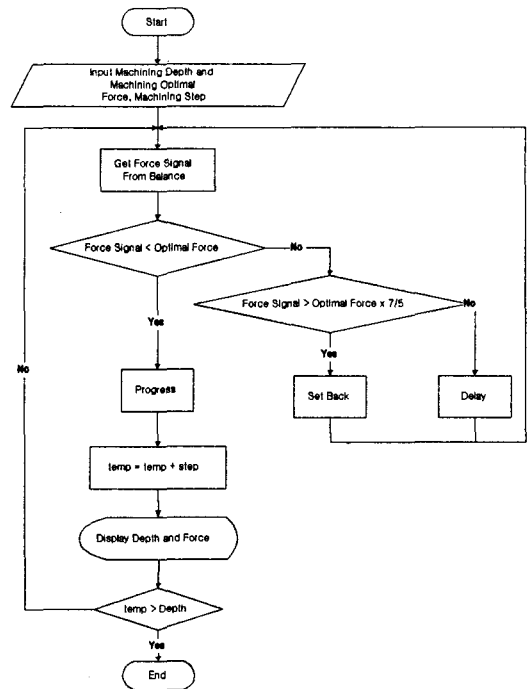 Start
Input Machining Depth and
Machining Optimal
Force, Machining Step
Get Force Signal
From Balance
Force Signal < Optimal Force
No
Force Signal > Optimal Force x 7/5
No
Yes
Yes
No
Progress
Set Back
Delay
temp = temp + step
Display Depth and Force
temp > Depth
Yes
End